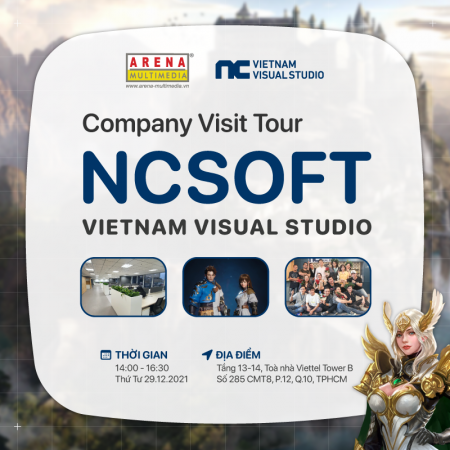 ARENA
MULTIMEDIA
www.arena-multimedia.vn
nc VIETNAM
VISUAL STUDIO
Company Visit Tour
NCSOFT
VIETNAM VISUAL STUDIO
THỜI GIAN
14:00 - 16:30
Thứ Tư 29.12.2021
ĐỊA ĐIỂM
Tầng 13-14, Toà nhà Viettel Tower B
Số 285 CMT8, P.12, Q.10, TPHCM